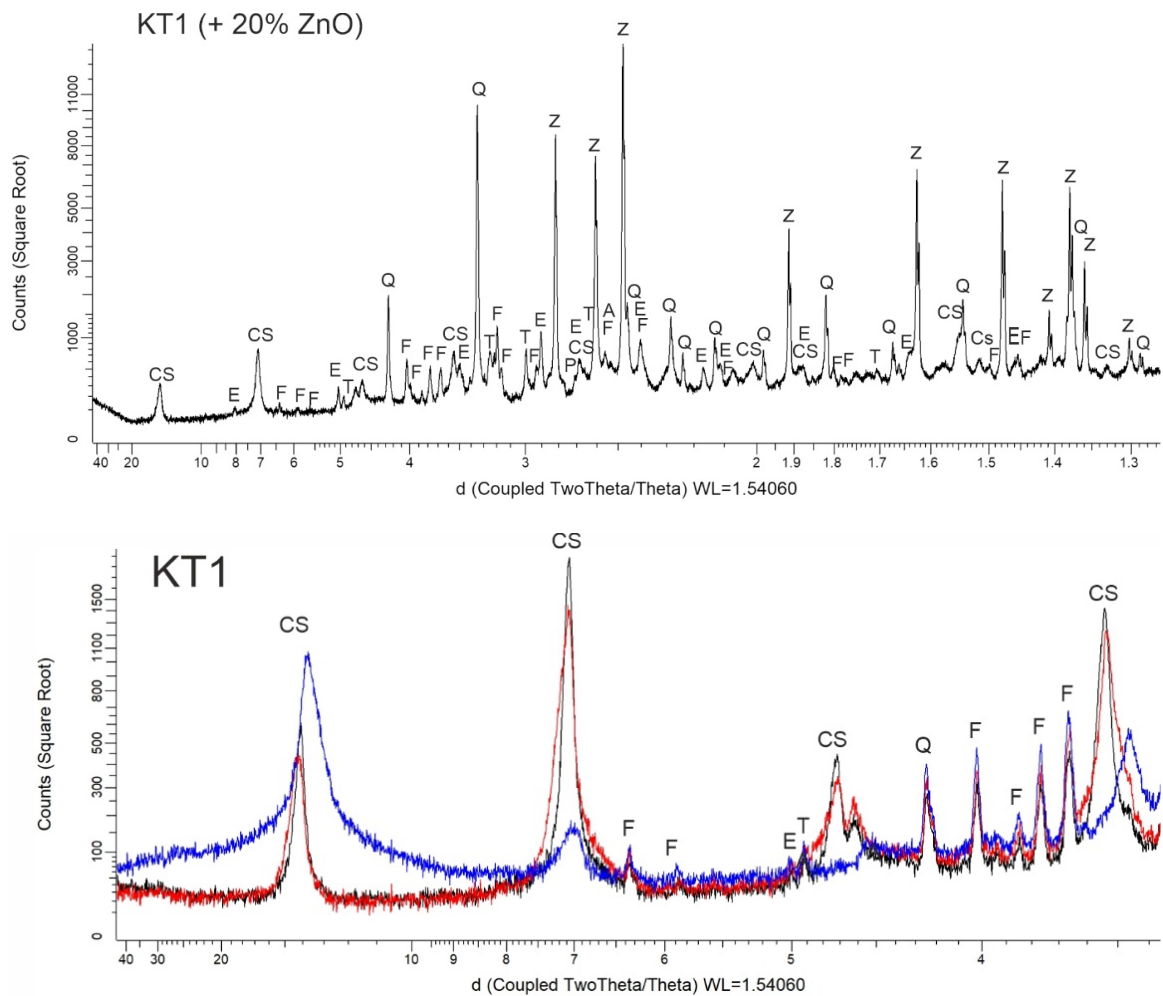 KT1 (+ 20% ZnO)
Counts (Square Root)
11000
8000
5000
3000
1000
0
CS E CS F F F E T CS Q F F F F CS E Q T F F T F E Z P E CS T Z A F Z Q E F Q Q E Q E F CS Q Z E CS Q F F T Q E Z CS Q Cs F Z E F Z Z Q Z CS Z Q
40 20 10 8 7 6 5 4 3 2 1.9 1.8 1.7 1.6 1.5 1.4 1.3
d (Coupled TwoTheta/Theta) WL=1.54060
KT1
Counts (Square Root)
1500
1100
800
500
300
100
0
CS CS F F E T CS Q F F F F CS
40 30 20 10 9 8 7 6 5 4
d (Coupled TwoTheta/Theta) WL=1.54060